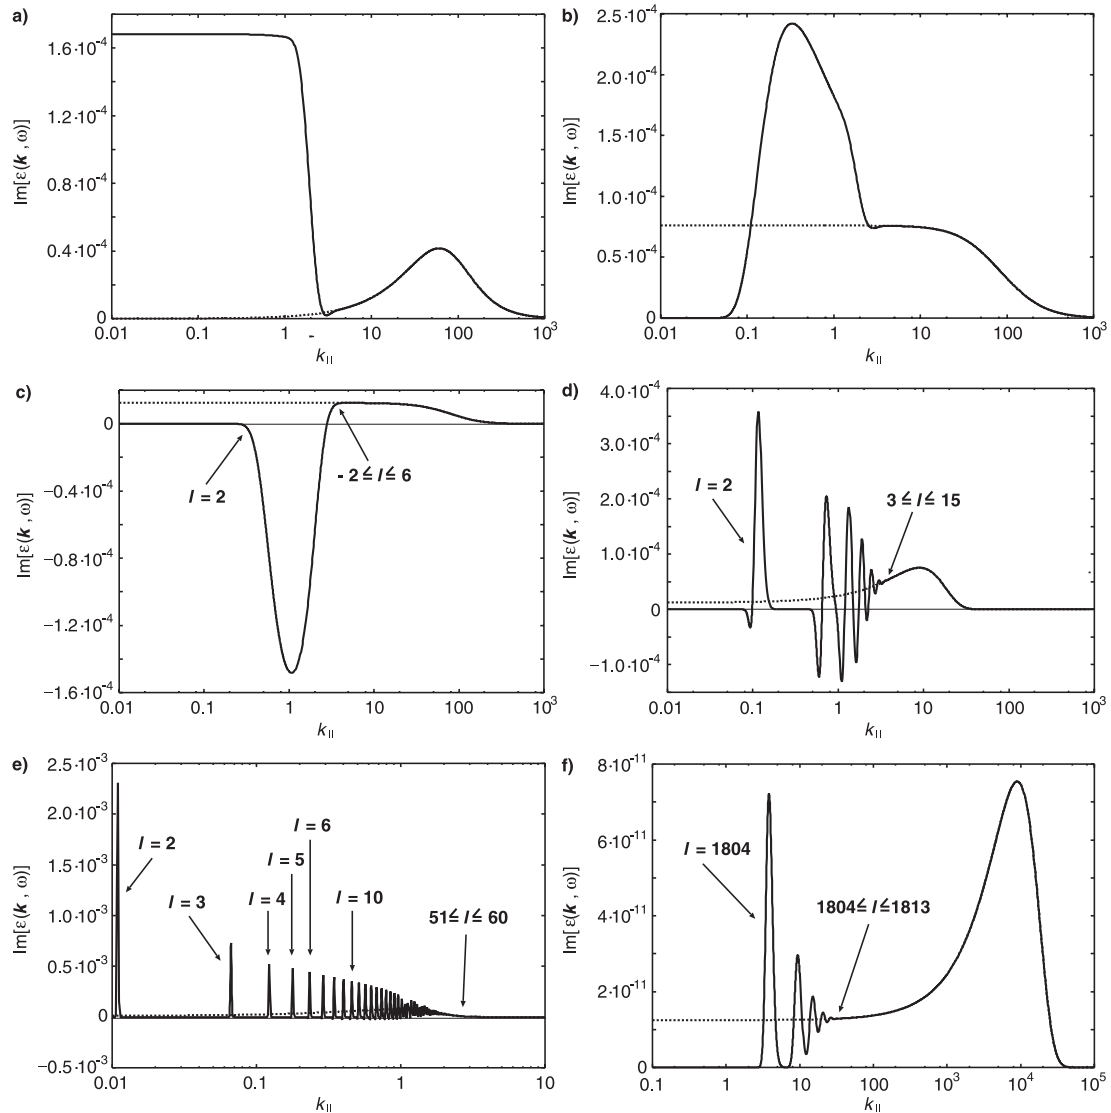 a)
1.6·10-4
1.2·10-4
0.8·10-4
0.4·10-4
0
Im[ε(k , ω)]
0.01 0.1 1 10 100 10³
k||
b)
2.5·10-4
2.0·10-4
1.5·10-4
1.0·10-4
0.5·10-4
0
Im[ε(k , ω)]
0.01 0.1 1 10 100 10³
k||
c)
0
−0.4·10-4
−0.8·10-4
−1.2·10-4
−1.6·10-4
Im[ε(k , ω)]
l = 2
- 2 ≦ l ≦ 6
0.01 0.1 1 10 100 10³
k||
d)
4.0·10-4
3.0·10-4
2.0·10-4
1.0·10-4
0
−1.0·10-4
Im[ε(k , ω)]
l = 2
3 ≦ l ≦ 15
0.01 0.1 1 10 100 10³
k||
e)
2.5·10-3
2.0·10-3
1.5·10-3
1.0·10-3
0.5·10-3
0
−0.5·10-3
Im[ε(k , ω)]
l = 2
l = 3
l = 4
l = 5
l = 6
l = 10
51≦ l ≦ 60
0.01 0.1 1 10
k||
f)
8·10-11
6·10-11
4·10-11
2·10-11
0
Im[ε(k , ω)]
l = 1804
1804≦ l ≦1813
0.1 1 10 100 10³ 10⁴ 10⁵
k||